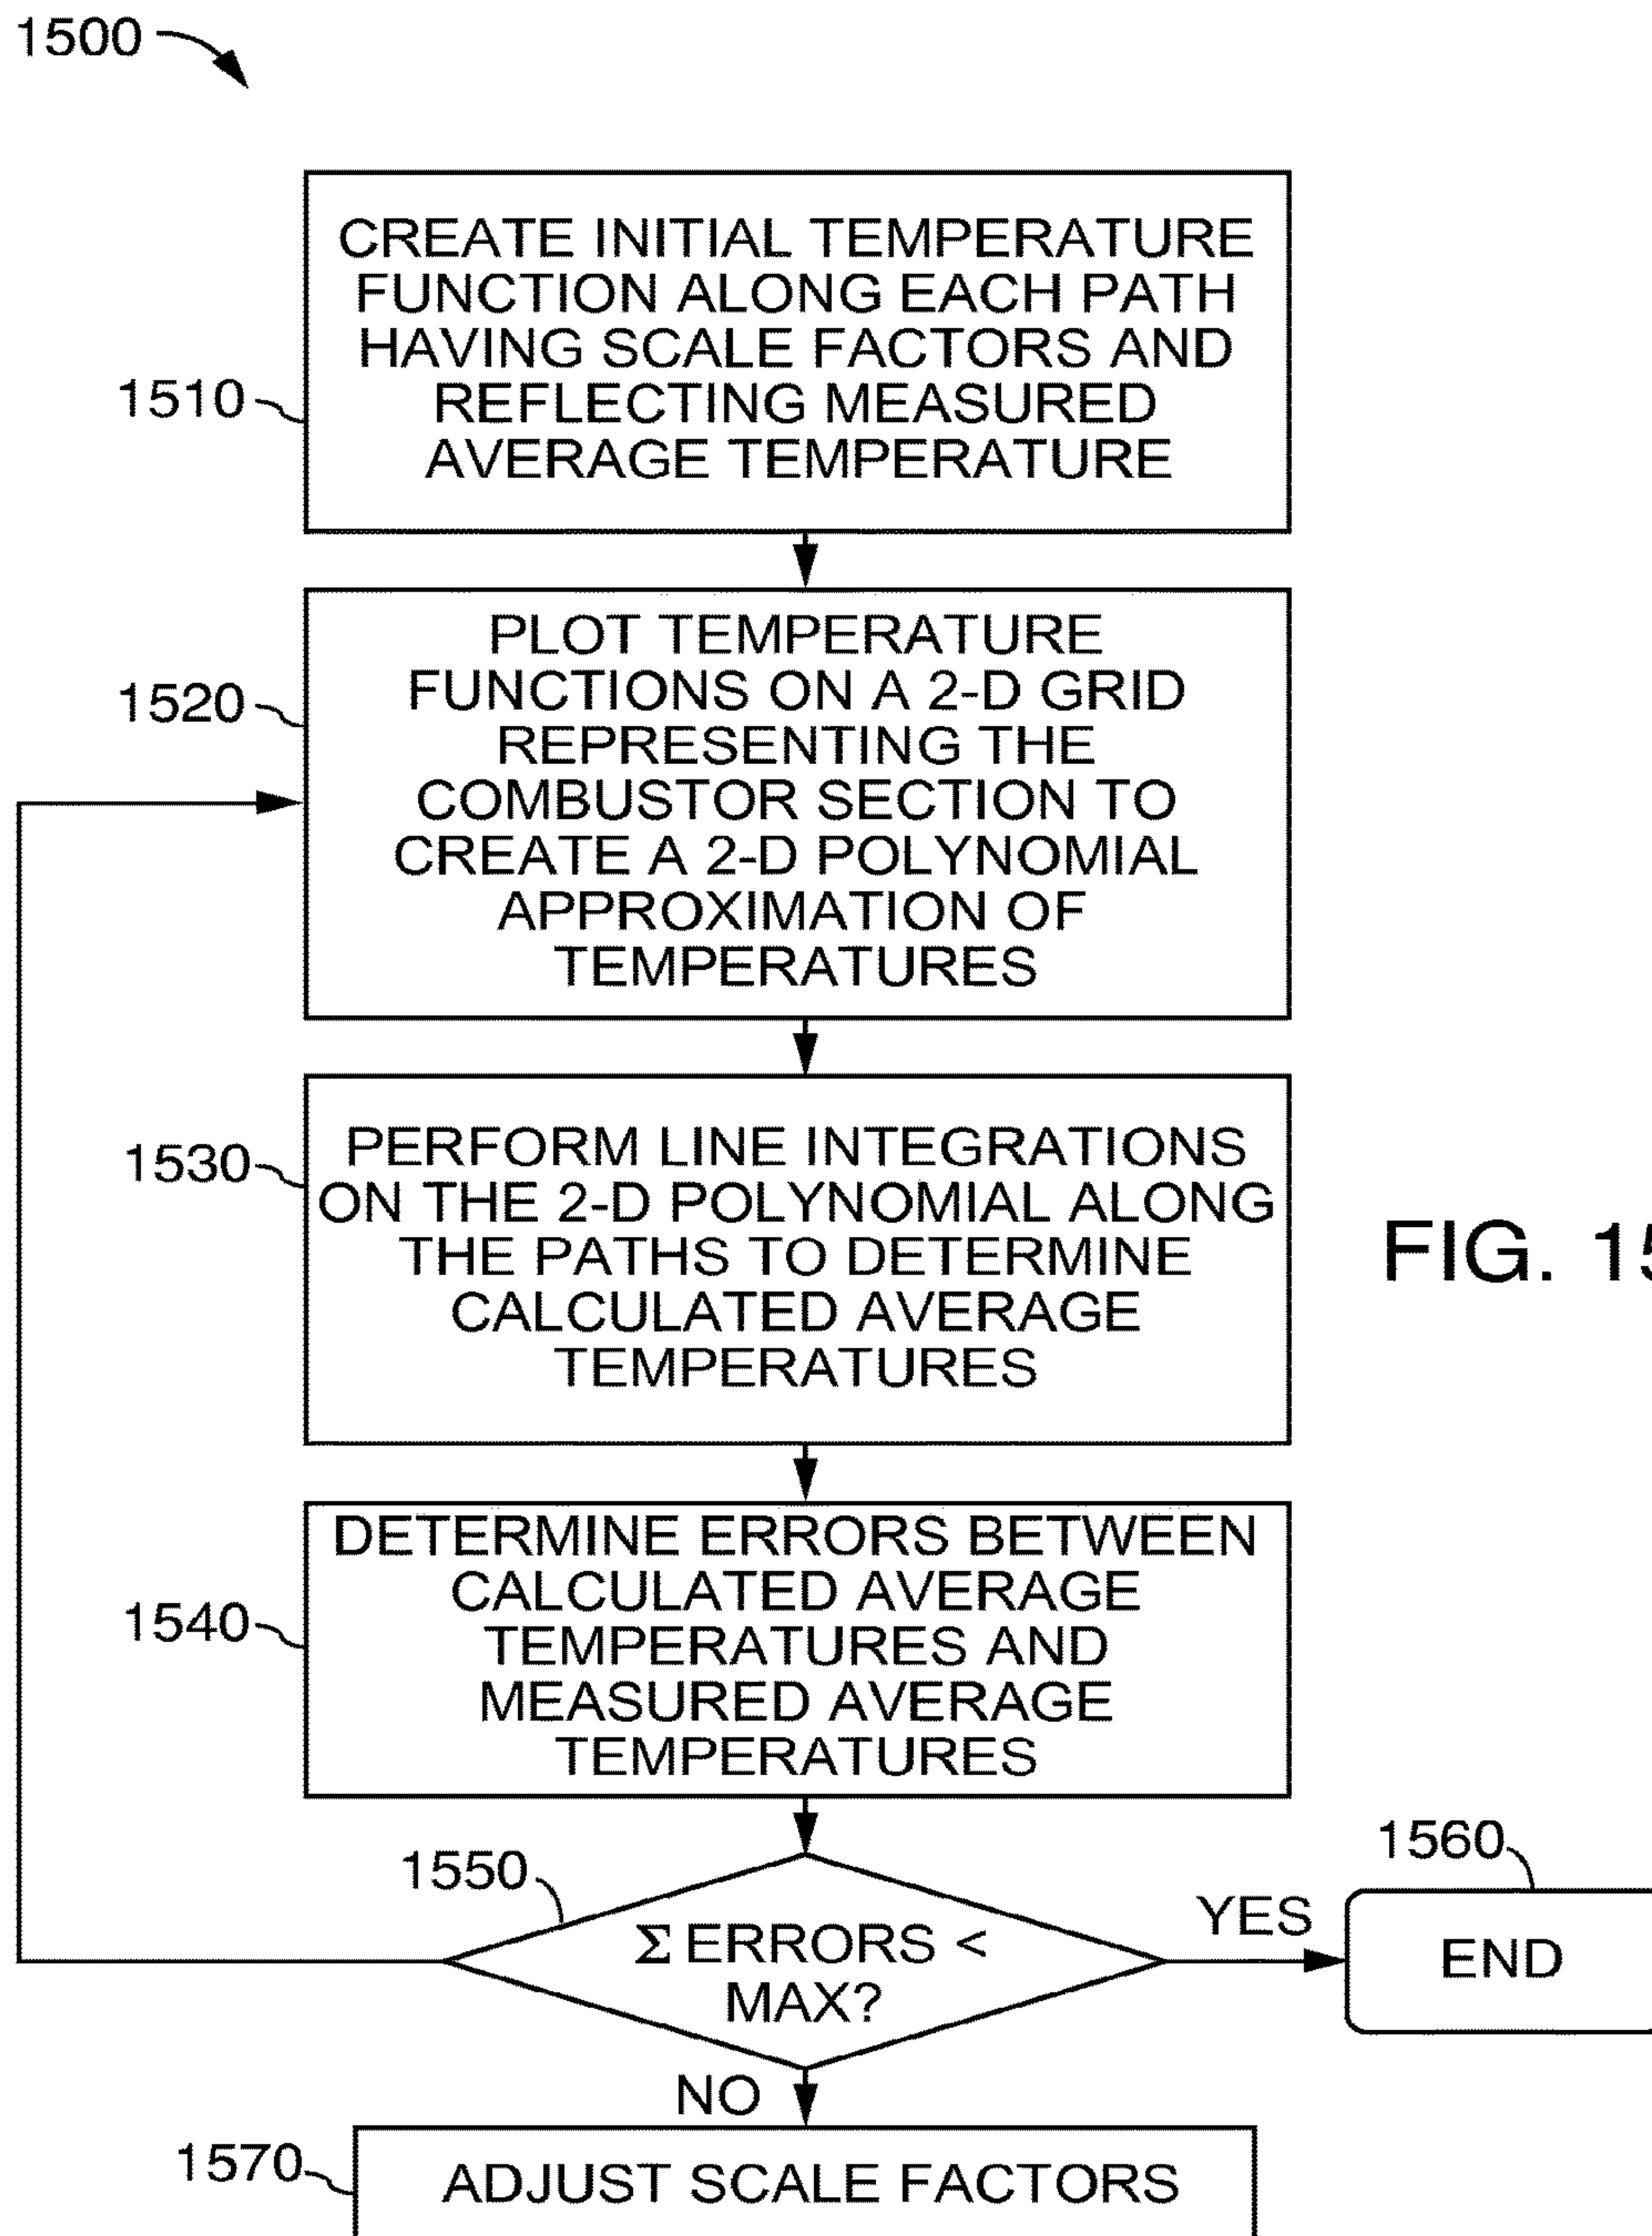 1500
CREATE INITIAL TEMPERATURE
FUNCTION ALONG EACH PATH
HAVING SCALE FACTORS AND
REFLECTING MEASURED
AVERAGE TEMPERATURE
1510
PLOT TEMPERATURE
FUNCTIONS ON A 2-D GRID
REPRESENTING THE
COMBUSTOR SECTION TO
CREATE A 2-D POLYNOMIAL
APPROXIMATION OF
TEMPERATURES
1520
PERFORM LINE INTEGRATIONS
ON THE 2-D POLYNOMIAL ALONG
THE PATHS TO DETERMINE
CALCULATED AVERAGE
TEMPERATURES
1530
FIG. 15
DETERMINE ERRORS BETWEEN
CALCULATED AVERAGE
TEMPERATURES AND
MEASURED AVERAGE
TEMPERATURES
1540
1550
Σ ERRORS <
MAX?
YES
1560
END
NO
1570
ADJUST SCALE FACTORS